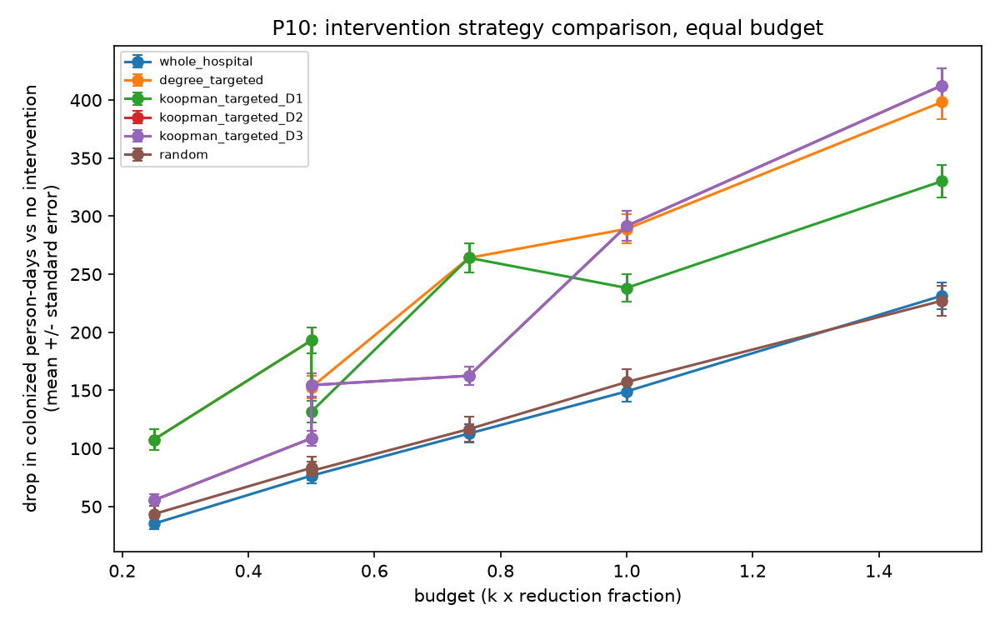 P10: intervention strategy comparison, equal budget
drop in colonized person-days vs no intervention
(mean +/- standard error)
400
350
300
250
200
150
100
50
whole_hospital
degree_targeted
koopman_targeted_D1
koopman_targeted_D2
koopman_targeted_D3
random
0.2 0.4 0.6 0.8 1.0 1.2 1.4
budget (k x reduction fraction)